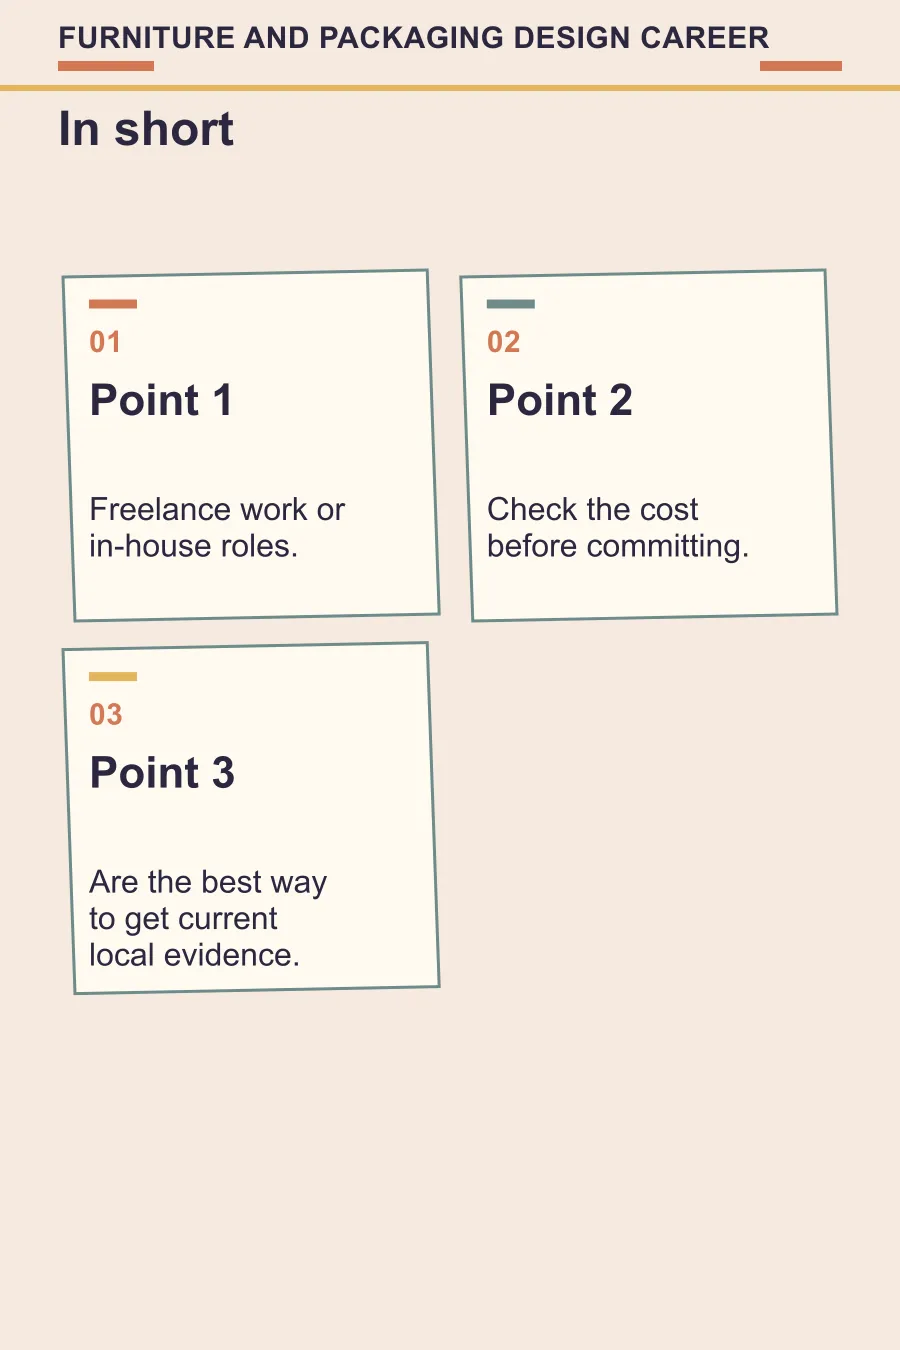 FURNITURE AND PACKAGING DESIGN CAREER
In short
01
Point 1
Freelance work or
in-house roles.
02
Point 2
Check the cost
before committing.
03
Point 3
Are the best way
to get current
local evidence.